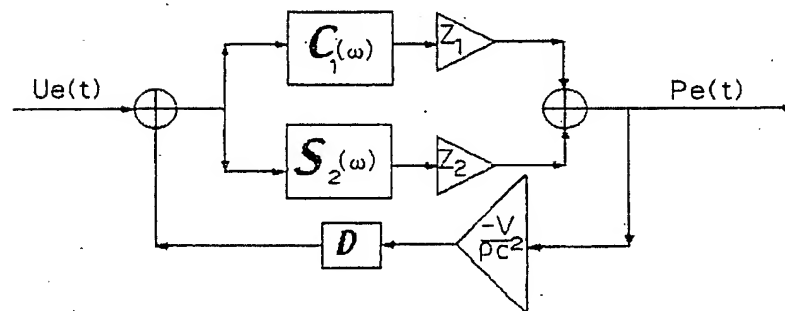 C₁(ω)
Z₁
Ue(t)
Pe(t)
S₂(ω)
Z₂
D
-V
ρc²